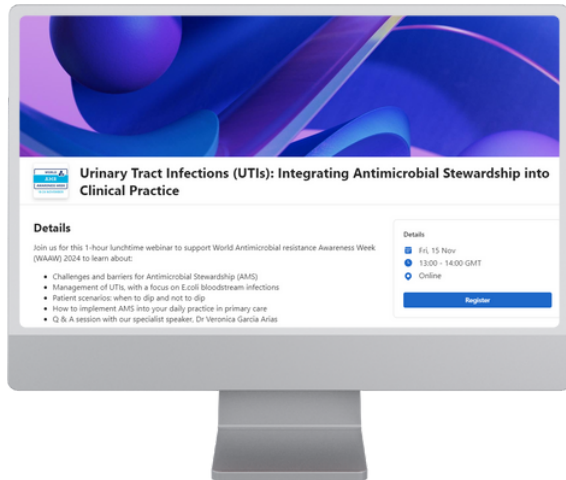 WORLD
AMR
AWARENESS WEEK
Urinary Tract Infections (UTIs): Integrating Antimicrobial Stewardship into
Clinical Practice
Details
Join us for this 1-hour lunchtime webinar to support World Antimicrobial resistance Awareness Week
(WAAW) 2024 to learn about:
Challenges and barriers for Antimicrobial Stewardship (AMS)
Management of UTIs, with a focus on E.coli bloodstream infections
Patient scenarios: when to dip and not to dip
How to implement AMS into your daily practice in primary care
Q & A session with our specialist speaker, Dr Veronica Garcia Arias
Details
Fri, 15 Nov
13:00 - 14:00 GMT
Online
Register